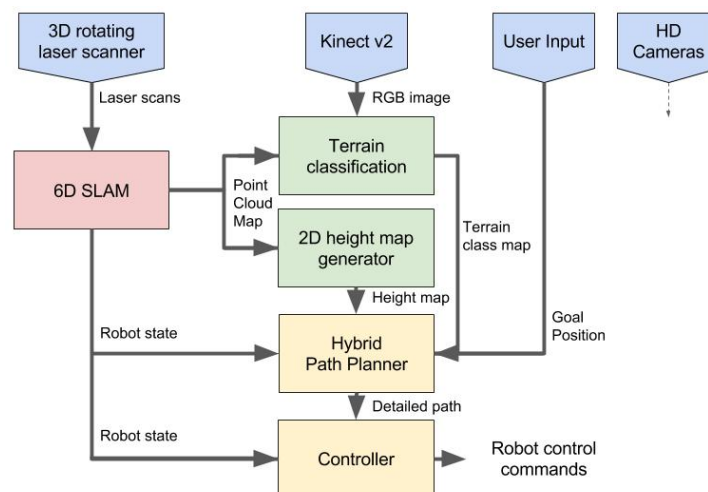 3D rotating
laser scanner
Kinect v2
User Input
HD
Cameras
Laser scans
RGB image
6D SLAM
Point
Cloud
Map
Terrain
classification
2D height map
generator
Terrain
class map
Height map
Robot state
Hybrid
Path Planner
Goal
Position
Detailed path
Robot state
Controller
Robot control
commands